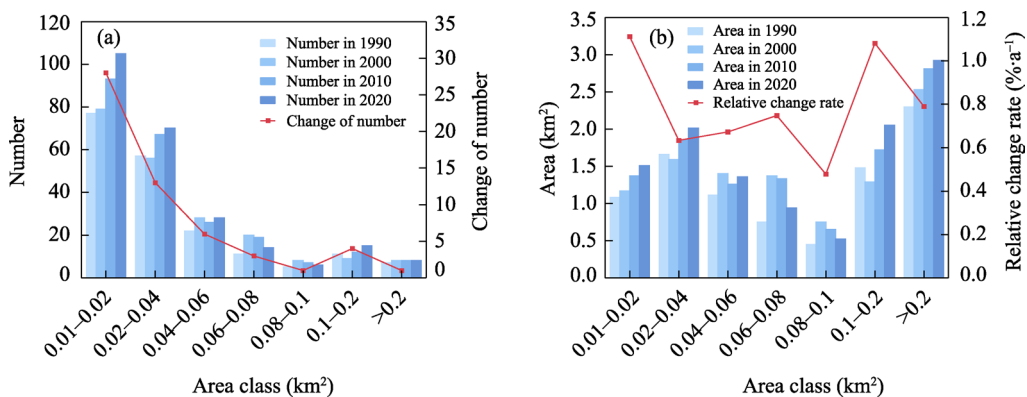 (a)
Number in 1990
Number in 2000
Number in 2010
Number in 2020
Change of number
120
100
80
60
40
20
0
Number
35
30
25
20
15
10
5
0
Change of number
0.01–0.02
0.02–0.04
0.04–0.06
0.06–0.08
0.08–0.1
0.1–0.2
>0.2
Area class (km²)
(b)
Area in 1990
Area in 2000
Area in 2010
Area in 2020
Relative change rate
3.5
3.0
2.5
2.0
1.5
1.0
0.5
0.0
Area (km²)
1.2
1.0
0.8
0.6
0.4
0.2
0.0
Relative change rate (%·a⁻¹)
0.01–0.02
0.02–0.04
0.04–0.06
0.06–0.08
0.08–0.1
0.1–0.2
>0.2
Area class (km²)